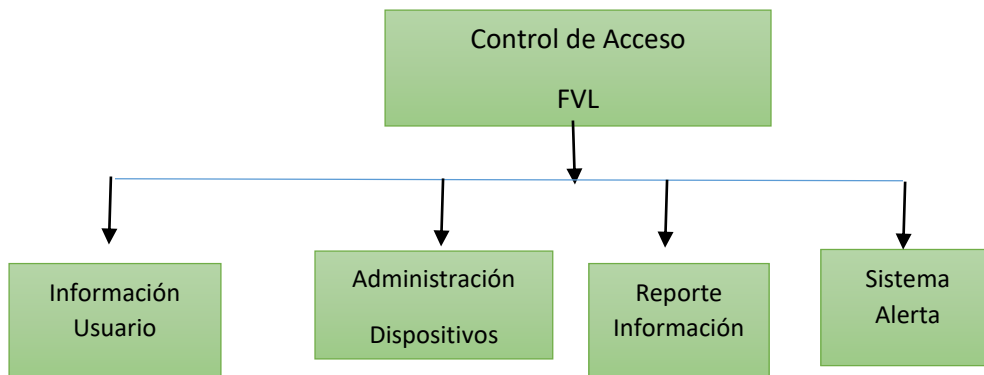 Control de Acceso
FVL
Información
Usuario
Administración
Dispositivos
Reporte
Información
Sistema
Alerta